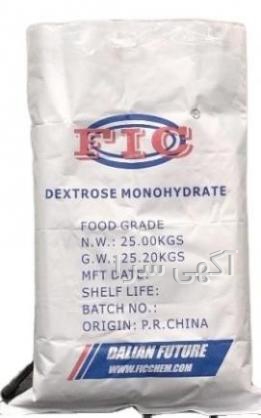 FIC
DEXTROSE MONOHYDRATE
FOOD GRADE
N.W.: 25.00KGS
G.W.: 25.20KGS
MFT DATE:
SHELF LIFE:
BATCH NO.:
ORIGIN: P.R.CHINA
DALIAN FUTURE
WWW.FICCHEM.COM
آگهی